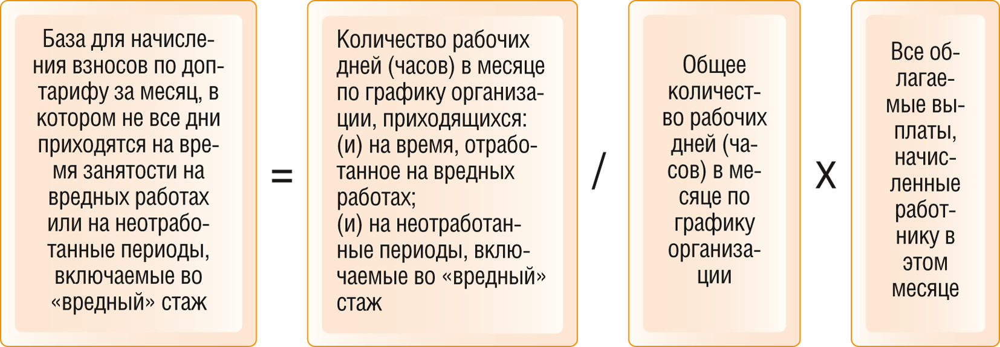 База для начисле-
ния взносов по доп-
тарифу за месяц, в
котором не все дни
приходятся на вре-
мя занятости на
вредных работах
или на неотрабо-
танные периоды,
включаемые во
«вредный» стаж
=
Количество рабочих
дней (часов) в месяце
по графику организа-
ции, приходящихся:
(и) на время, отрабо-
танное на вредных
работах;
(и) на неотработан-
ные периоды, вклю-
чаемые во «вредный»
стаж
/
Общее
количест-
во рабочих
дней (ча-
сов) в ме-
сяце по
графику
организа-
ции
х
Все об-
лагае-
мые вы-
платы,
начис-
ленные
работ-
нику в
этом
месяце